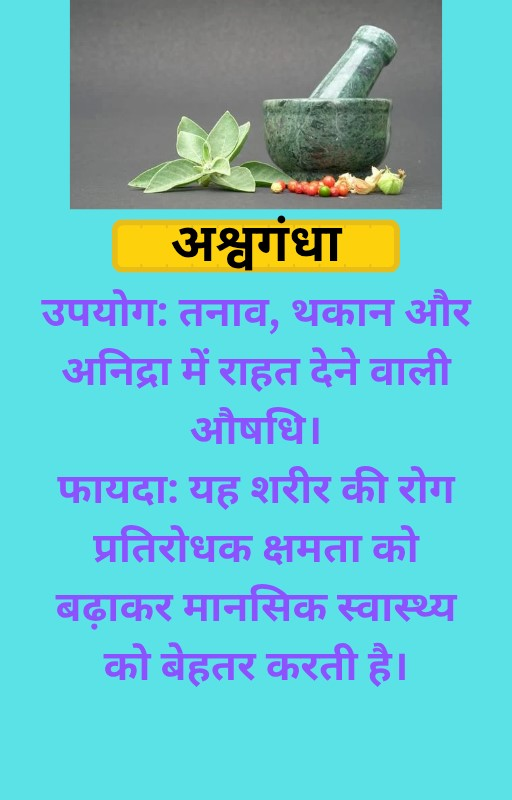 अश्वगंधा
उपयोग: तनाव, थकान और
अनिद्रा में राहत देने वाली
औषधि।
फायदा: यह शरीर की रोग
प्रतिरोधक क्षमता को
बढ़ाकर मानसिक स्वास्थ्य
को बेहतर करती है।